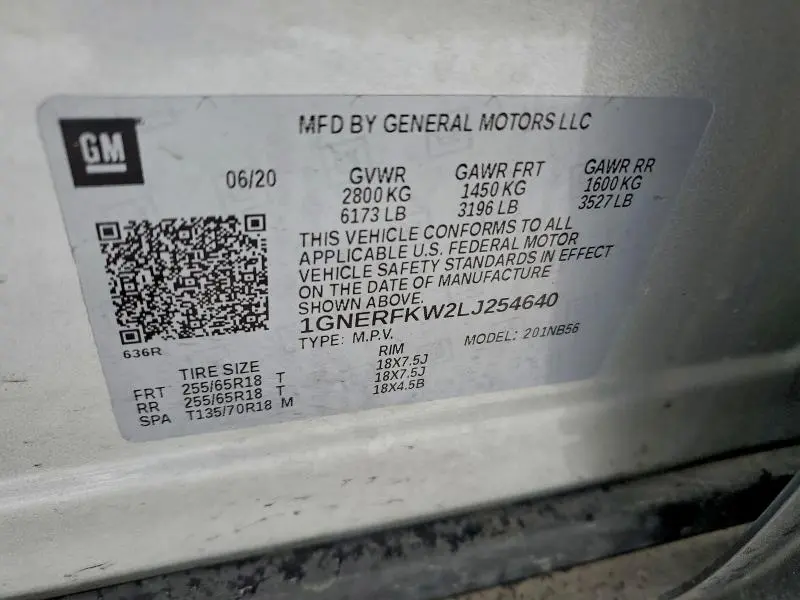 GM
MFD BY GENERAL MOTORS LLC
06/20
GVWR GAWR FRT GAWR RR
2800 KG 1450 KG 1600 KG
6173 LB 3196 LB 3527 LB
THIS VEHICLE CONFORMS TO ALL
APPLICABLE U.S. FEDERAL MOTOR
VEHICLE SAFETY STANDARDS IN EFFECT
ON THE DATE OF MANUFACTURE
SHOWN ABOVE.
1GNERFKW2LJ254640
TYPE: M.P.V. MODEL: 201NB56
636R
TIRE SIZE RIM
FRT 255/65R18 T 18X7.5J
RR 255/65R18 T 18X7.5J
SPA T135/70R18 M 18X4.5B